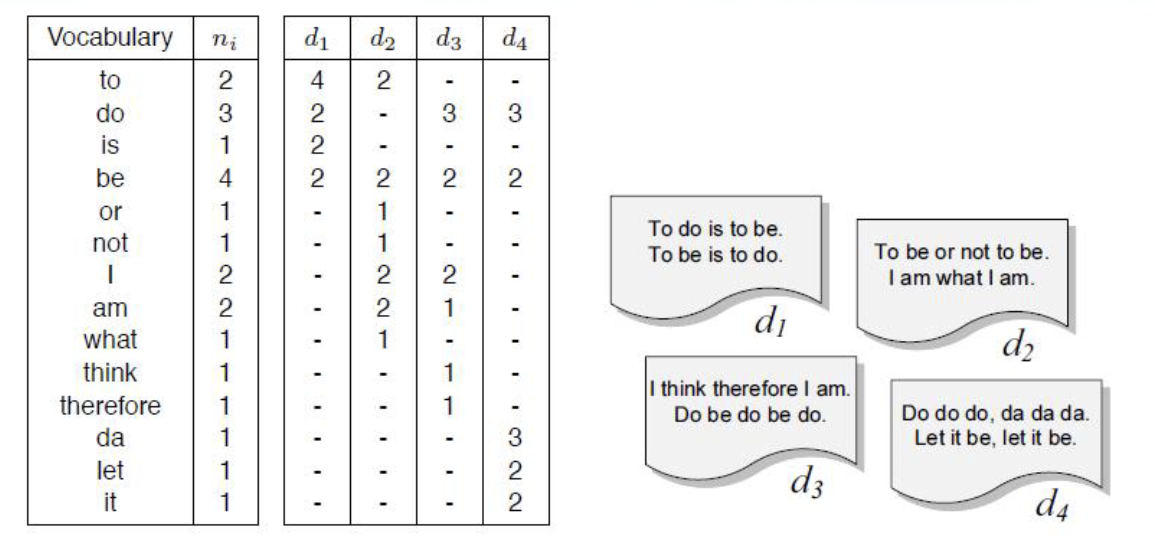 Vocabulary n_i d_1 d_2 d_3 d_4
to 2 4 2 - -
do 3 2 - 3 3
is 1 2 - - -
be 4 2 2 2 2
or 1 - 1 - -
not 1 - 1 - -
I 2 - 2 2 -
am 2 - 2 1 -
what 1 - 1 - -
think 1 - - 1 -
therefore 1 - - 1 -
da 1 - - - 3
let 1 - - - 2
it 1 - - - 2
To do is to be.
To be is to do.
d_1
To be or not to be.
I am what I am.
d_2
I think therefore I am.
Do be do be do.
d_3
Do do do, da da da.
Let it be, let it be.
d_4